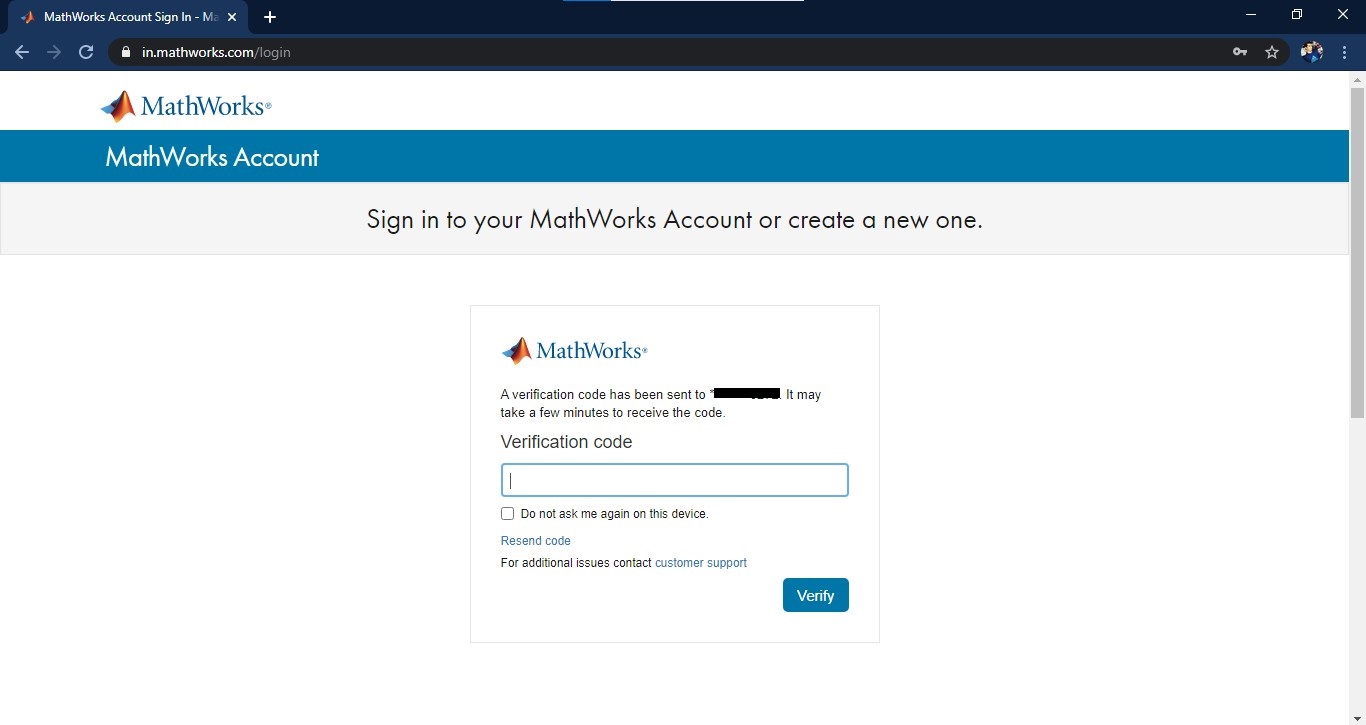 MathWorks Account Sign In - Ma
in.mathworks.com/login
MathWorks®
MathWorks Account
Sign in to your MathWorks Account or create a new one.
MathWorks®
A verification code has been sent to * . It may
take a few minutes to receive the code.
Verification code
Do not ask me again on this device.
Resend code
For additional issues contact customer support
Verify